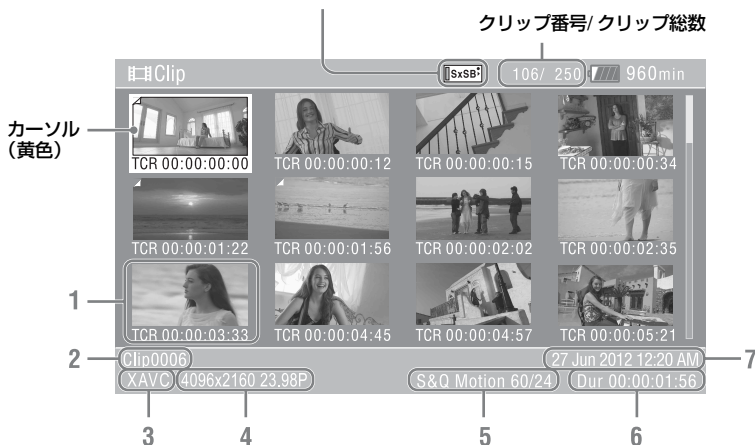 クリップ番号/ クリップ総数
Clip
SxSB
106/ 250
960min
カーソル
(黄色)
TCR 00:00:00:00
TCR 00:00:00:12
TCR 00:00:00:15
TCR 00:00:00:34
TCR 00:00:01:22
TCR 00:00:01:56
TCR 00:00:02:02
TCR 00:00:02:35
1
TCR 00:00:03:33
TCR 00:00:04:45
TCR 00:00:04:57
TCR 00:00:05:21
2
Clip0006
27 Jun 2012 12:20 AM
7
XAVC
4096x2160 23.98P
S&Q Motion 60/24
Dur 00:00:01:56
3
4
5
6